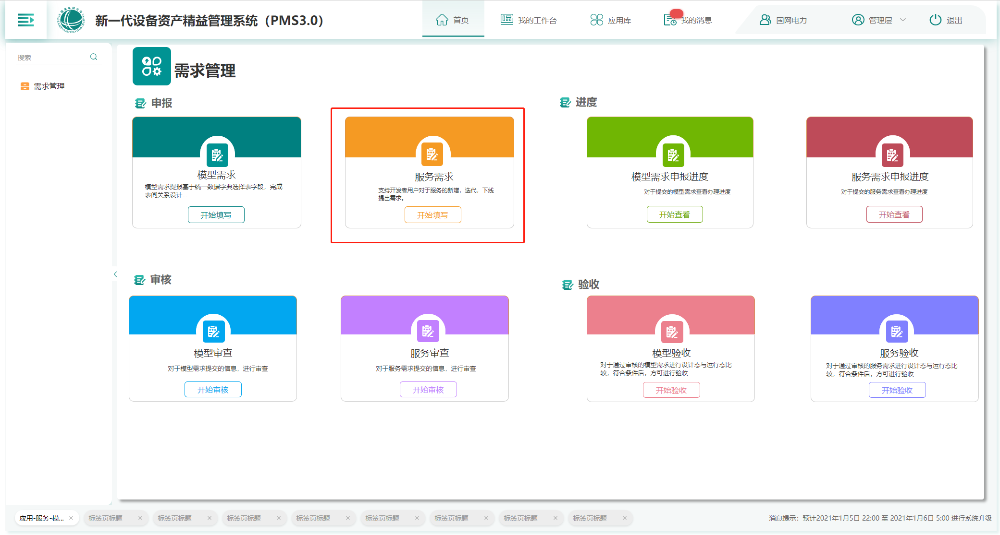 新一代设备资产精益管理系统（PMS3.0）
首页
我的工作台
应用库
我的消息
国网电力
管理层
退出
搜索
需求管理
需求管理
申报
模型需求
模型需求提报基于统一数据字典选择表字段，完成
表间关系设计...
开始填写
服务需求
支持开发者用户对于服务的新增，迭代，下线
提出需求。
开始填写
进度
模型需求申报进度
对于提交的模型需求查看办理进度
开始查看
服务需求申报进度
对于提交的服务需求查看办理进度
开始查看
审核
模型审查
对于模型需求提交的信息，进行审查
开始审核
服务审查
对于服务需求提交的信息，进行审查
开始审核
验收
模型验收
对于通过审核的模型需求进行设计态与运行态比
较，符合条件后，方可进行验收
开始验收
服务验收
对于通过审核的服务需求进行设计态与运行态比
较，符合条件后，方可进行验收
开始验收
应用-服务-模...
标签页标题
标签页标题
标签页标题
标签页标题
标签页标题
标签页标题
标签页标题
标签页标题
消息提示：预计2021年1月5日 22:00 至 2021年1月6日 5:00 进行系统升级